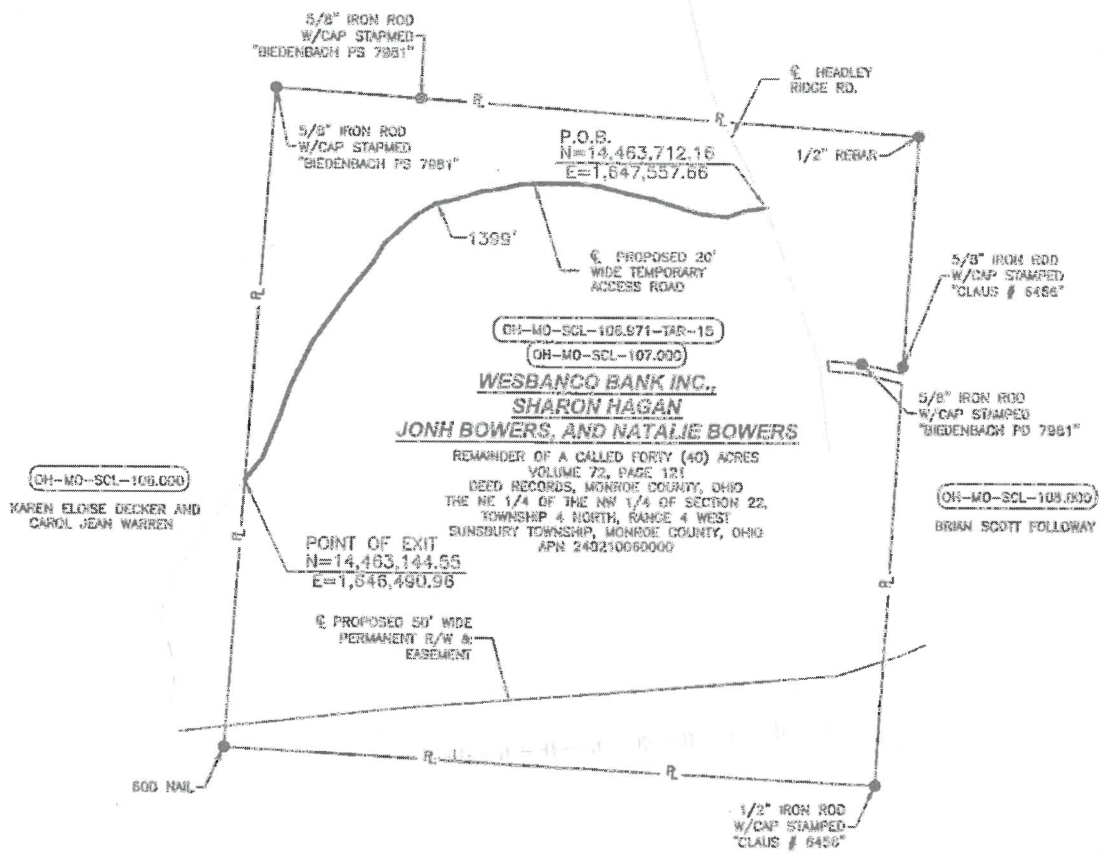 5/8" IRON ROD
W/CAP STAPMED
"BIEDENBACH PS 7981"
℄ HEADLEY
RIDGE RD.
5/8" IRON ROD
W/CAP STAPMED
"BIEDENBACH PS 7981"
P.O.B.
N=14,463,712.16
E=1,647,557.66
1/2" REBAR
1399'
℄ PROPOSED 20'
WIDE TEMPORARY
ACCESS ROAD
5/8" IRON ROD
W/CAP STAMPED
"CLAUS # 6456"
OH-MO-SCL-106.971-TAR-15
OH-MO-SCL-107.000
WESBANCO BANK INC.,
SHARON HAGAN
JONH BOWERS, AND NATALIE BOWERS
REMAINDER OF A CALLED FORTY (40) ACRES
VOLUME 72, PAGE 121
DEED RECORDS, MONROE COUNTY, OHIO
THE NE 1/4 OF THE NW 1/4 OF SECTION 22,
TOWNSHIP 4 NORTH, RANGE 4 WEST
SUNSBURY TOWNSHIP, MONROE COUNTY, OHIO
APN 240210060000
5/8" IRON ROD
W/CAP STAMPED
"BIEDENBACH PS 7981"
OH-MO-SCL-106.000
KAREN ELOISE DECKER AND
CAROL JEAN WARREN
OH-MO-SCL-108.000
BRIAN SCOTT FOLLOWAY
POINT OF EXIT
N=14,463,144.55
E=1,646,490.96
℄ PROPOSED 50' WIDE
PERMANENT R/W &
EASEMENT
60D NAIL
1/2" IRON ROD
W/CAP STAMPED
"CLAUS # 6456"